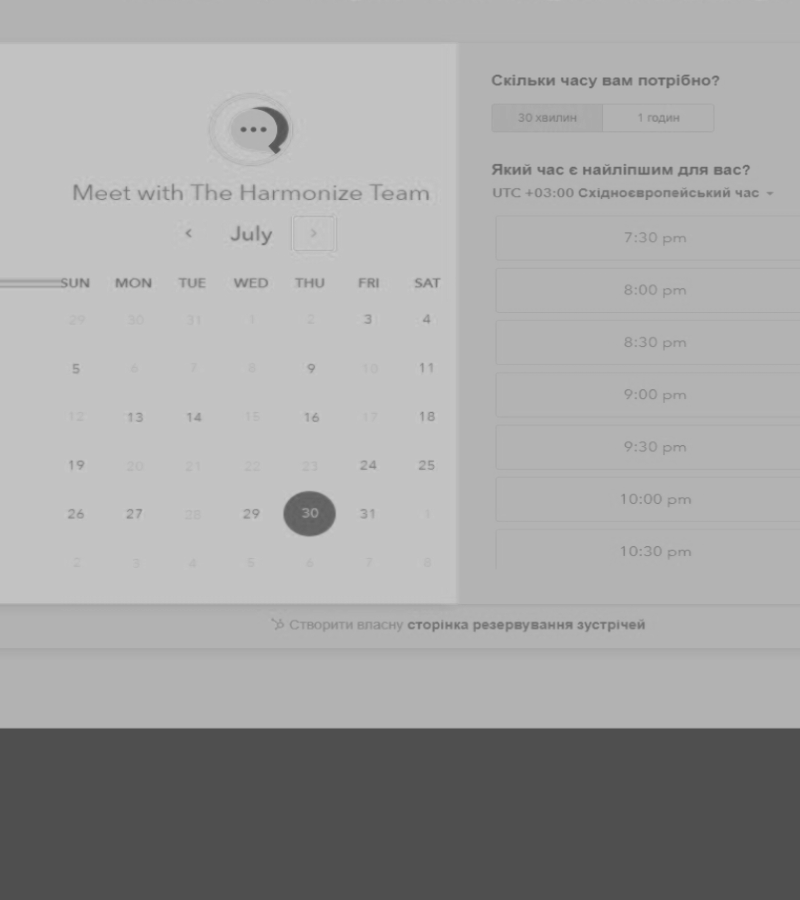 Meet with The Harmonize Team
July
SUN MON TUE WED THU FRI SAT
29 30 31 1 2 3 4
5 6 7 8 9 10 11
12 13 14 15 16 17 18
19 20 21 22 23 24 25
26 27 28 29 30 31 1
2 3 4 5 6 7 8
Скільки часу вам потрібно?
30 хвилин 1 годин
Який час є найліпшим для вас?
UTC +03:00 Східноєвропейський час
7:30 pm
8:00 pm
8:30 pm
9:00 pm
9:30 pm
10:00 pm
10:30 pm
Створити власну сторінка резервування зустрічей